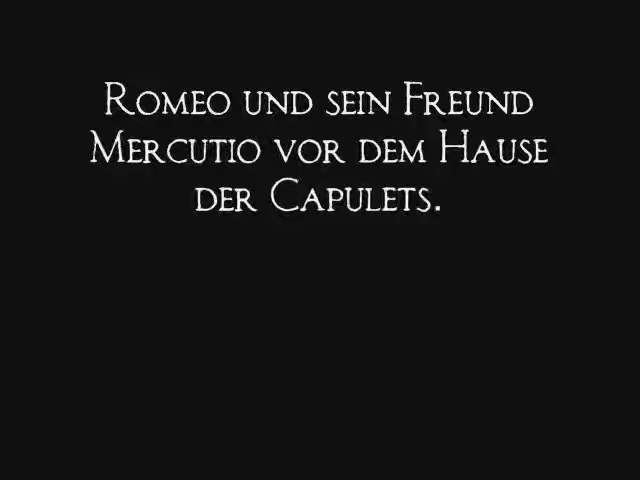 Romeo und sein Freund
Mercutio vor dem Hause
der Capulets.